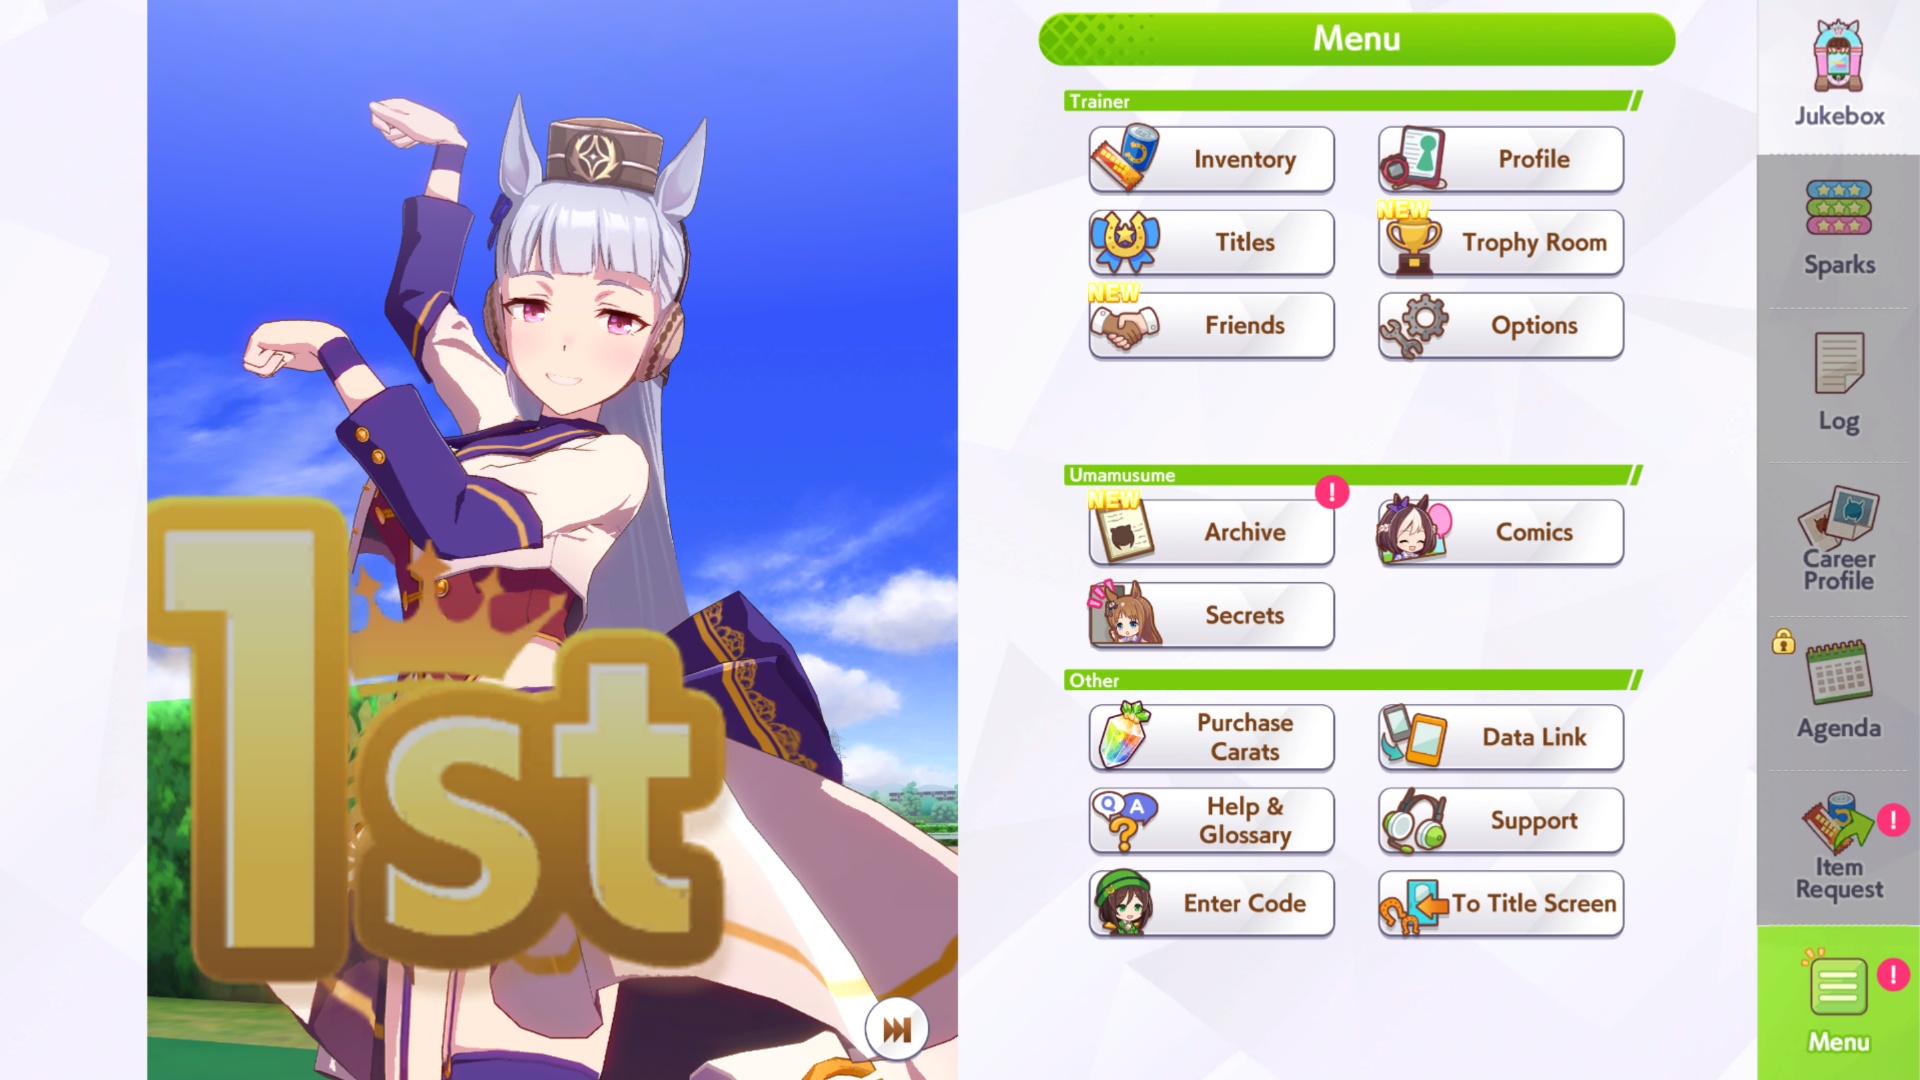 1st
Menu
Trainer
Inventory
Profile
Titles
NEW
Trophy Room
NEW
Friends
Options
Umamusume
NEW
Archive
!
Comics
Secrets
Other
Purchase
Carats
Data Link
Q A
?
Help &
Glossary
Support
Enter Code
To Title Screen
Jukebox
Sparks
Log
Career
Profile
Agenda
!
Item
Request
!
Menu